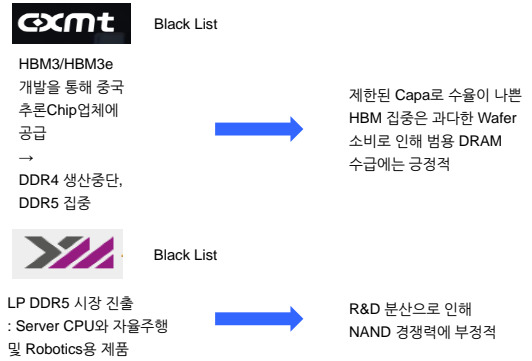 cxmt
Black List
HBM3/HBM3e
개발을 통해 중국
추론Chip업체에
공급
→
DDR4 생산중단,
DDR5 집중
제한된 Capa로 수율이 나쁜
HBM 집중은 과다한 Wafer
소비로 인해 범용 DRAM
수급에는 긍정적
Black List
LP DDR5 시장 진출
: Server CPU와 자율주행
및 Robotics용 제품
R&D 분산으로 인해
NAND 경쟁력에 부정적